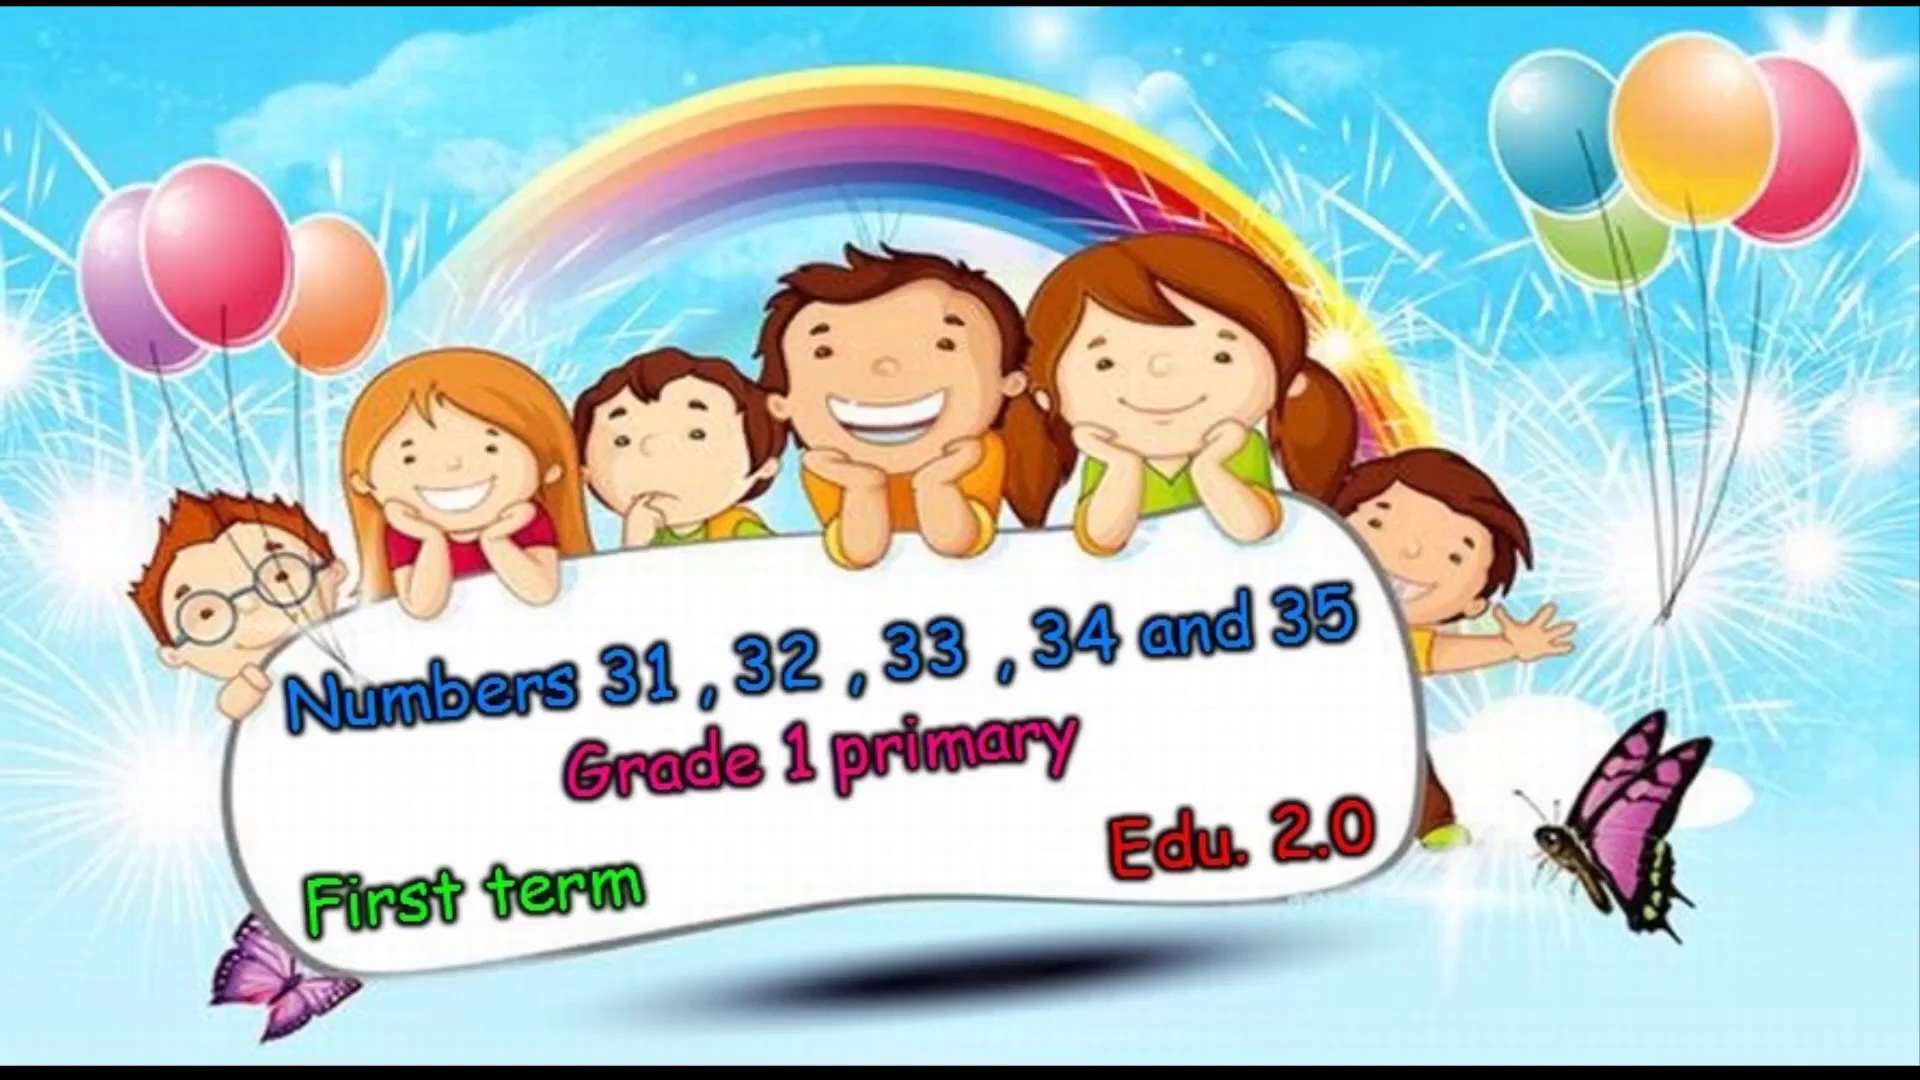 Numbers 31 , 32 , 33 , 34 and 35
Grade 1 primary
Edu. 2.0
First term